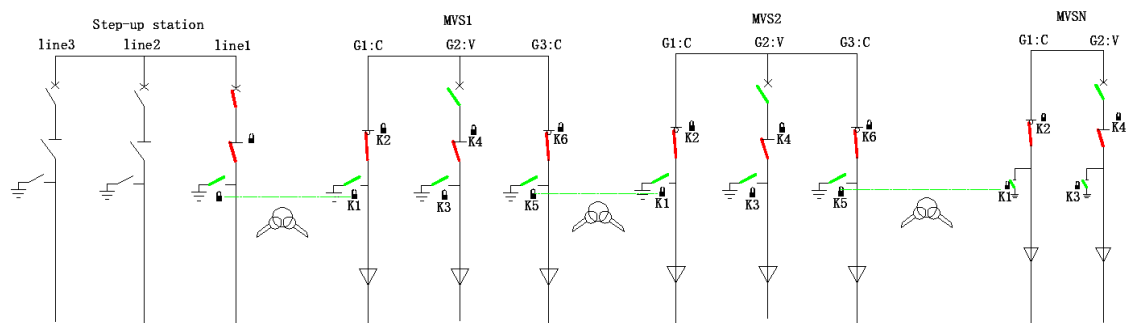 Step-up station
line3 line2 line1
MVS1
G1:C G2:V G3:C
K2 K4 K6
K1 K3 K5
MVS2
G1:C G2:V G3:C
K2 K4 K6
K1 K3 K5
MVSN
G1:C G2:V
K2 K4
K1 K3